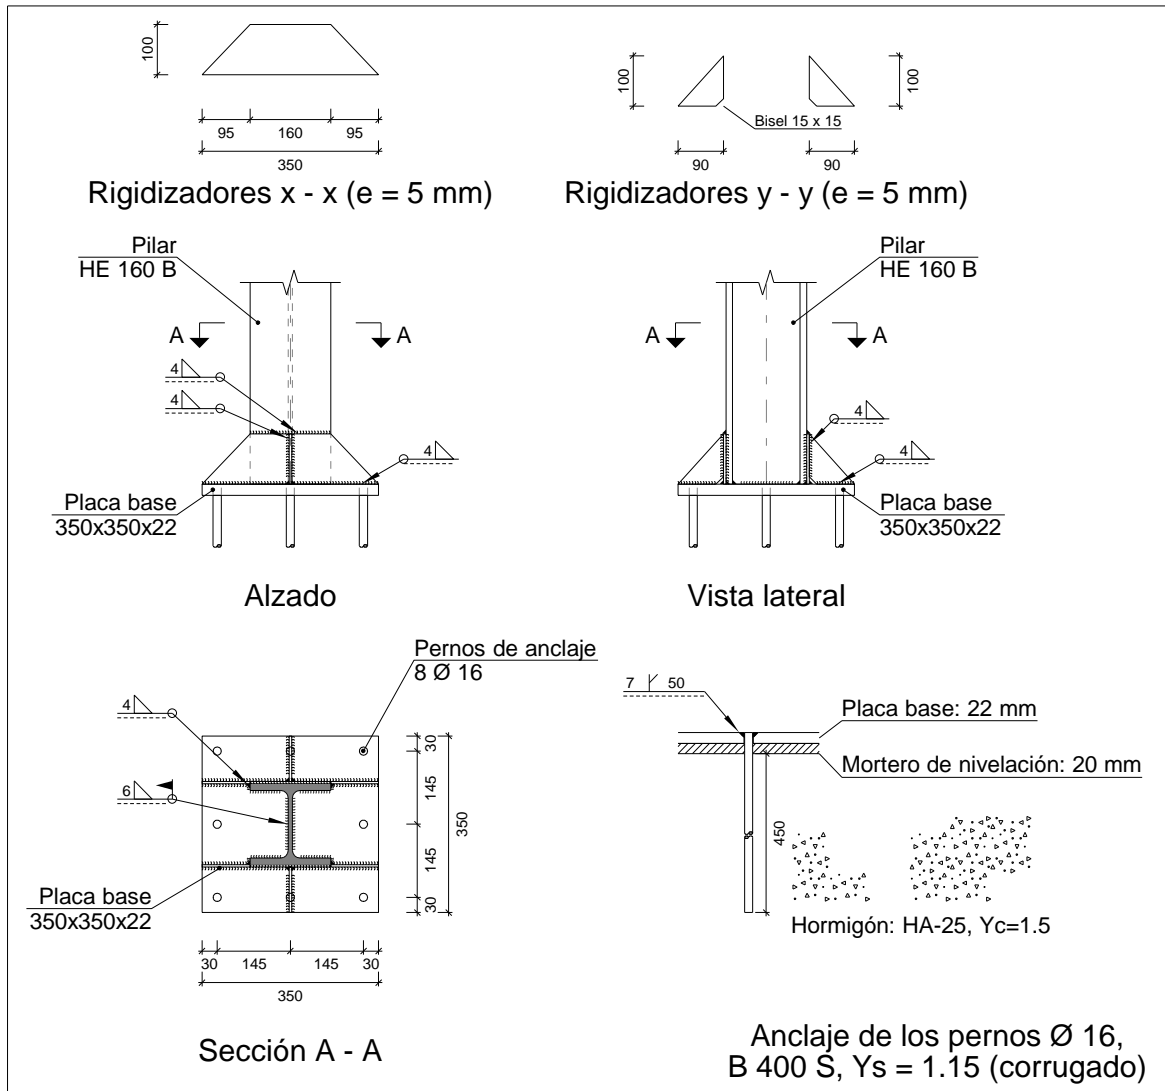 100
95
160
95
350
Rigidizadores x - x (e = 5 mm)
100
100
Bisel 15 x 15
90
90
Rigidizadores y - y (e = 5 mm)
Pilar
HE 160 B
A
A
4
4
4
Placa base
350x350x22
Alzado
Pilar
HE 160 B
A
A
4
4
Placa base
350x350x22
Vista lateral
Pernos de anclaje
8 Ø 16
4
6
Placa base
350x350x22
30
145
145
30
350
30
145
145
30
350
Sección A - A
7
50
Placa base: 22 mm
Mortero de nivelación: 20 mm
450
Hormigón: HA-25, Yc=1.5
Anclaje de los pernos Ø 16,
B 400 S, Ys = 1.15 (corrugado)